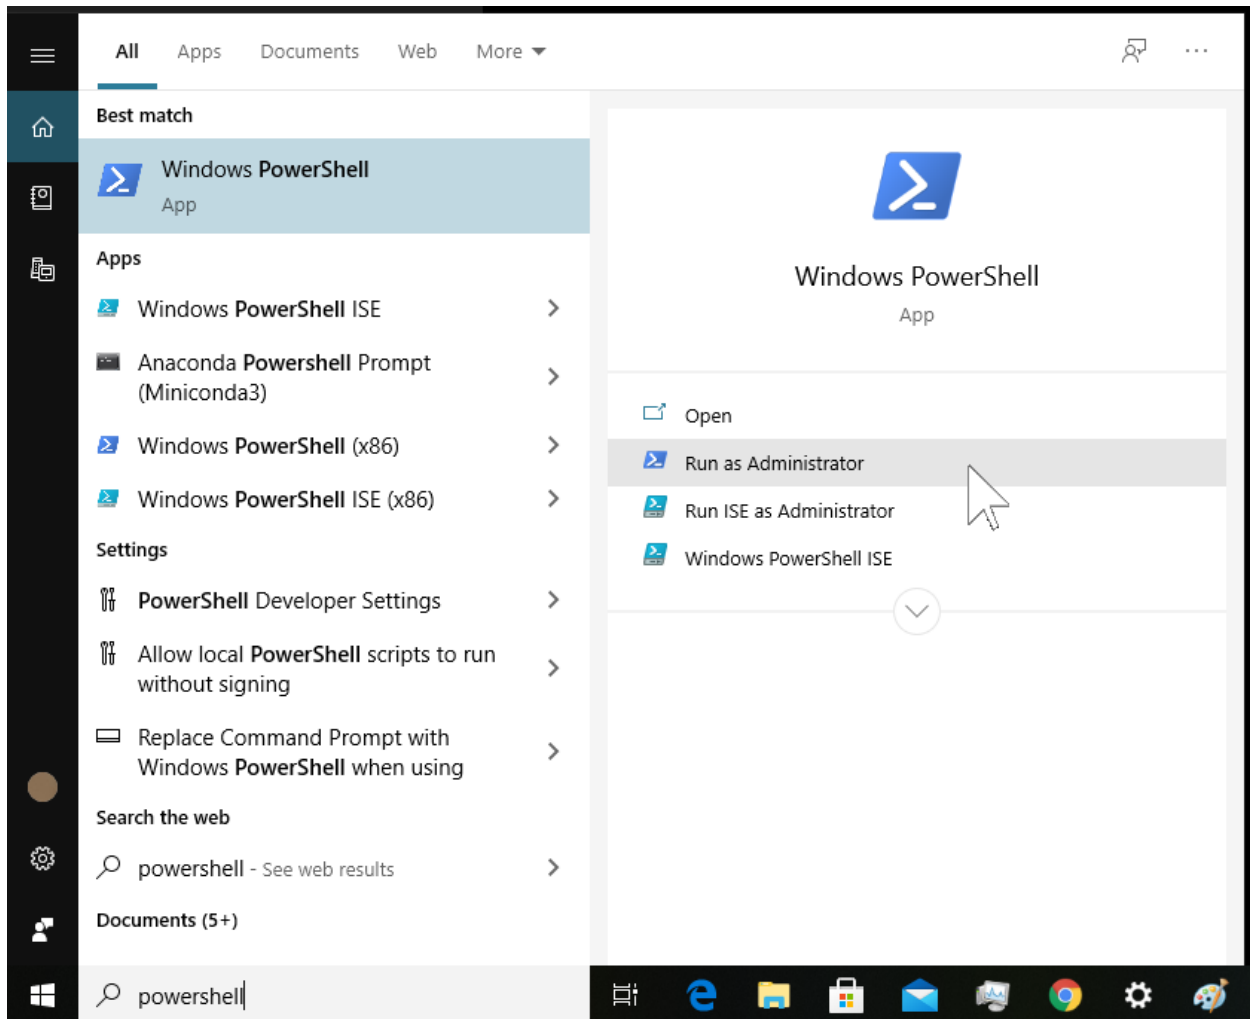 All Apps Documents Web More
Best match
Windows PowerShell
App
Apps
Windows PowerShell ISE
Anaconda Powershell Prompt
(Miniconda3)
Windows PowerShell (x86)
Windows PowerShell ISE (x86)
Settings
PowerShell Developer Settings
Allow local PowerShell scripts to run
without signing
Replace Command Prompt with
Windows PowerShell when using
Search the web
powershell - See web results
Documents (5+)
powershell
Windows PowerShell
App
Open
Run as Administrator
Run ISE as Administrator
Windows PowerShell ISE